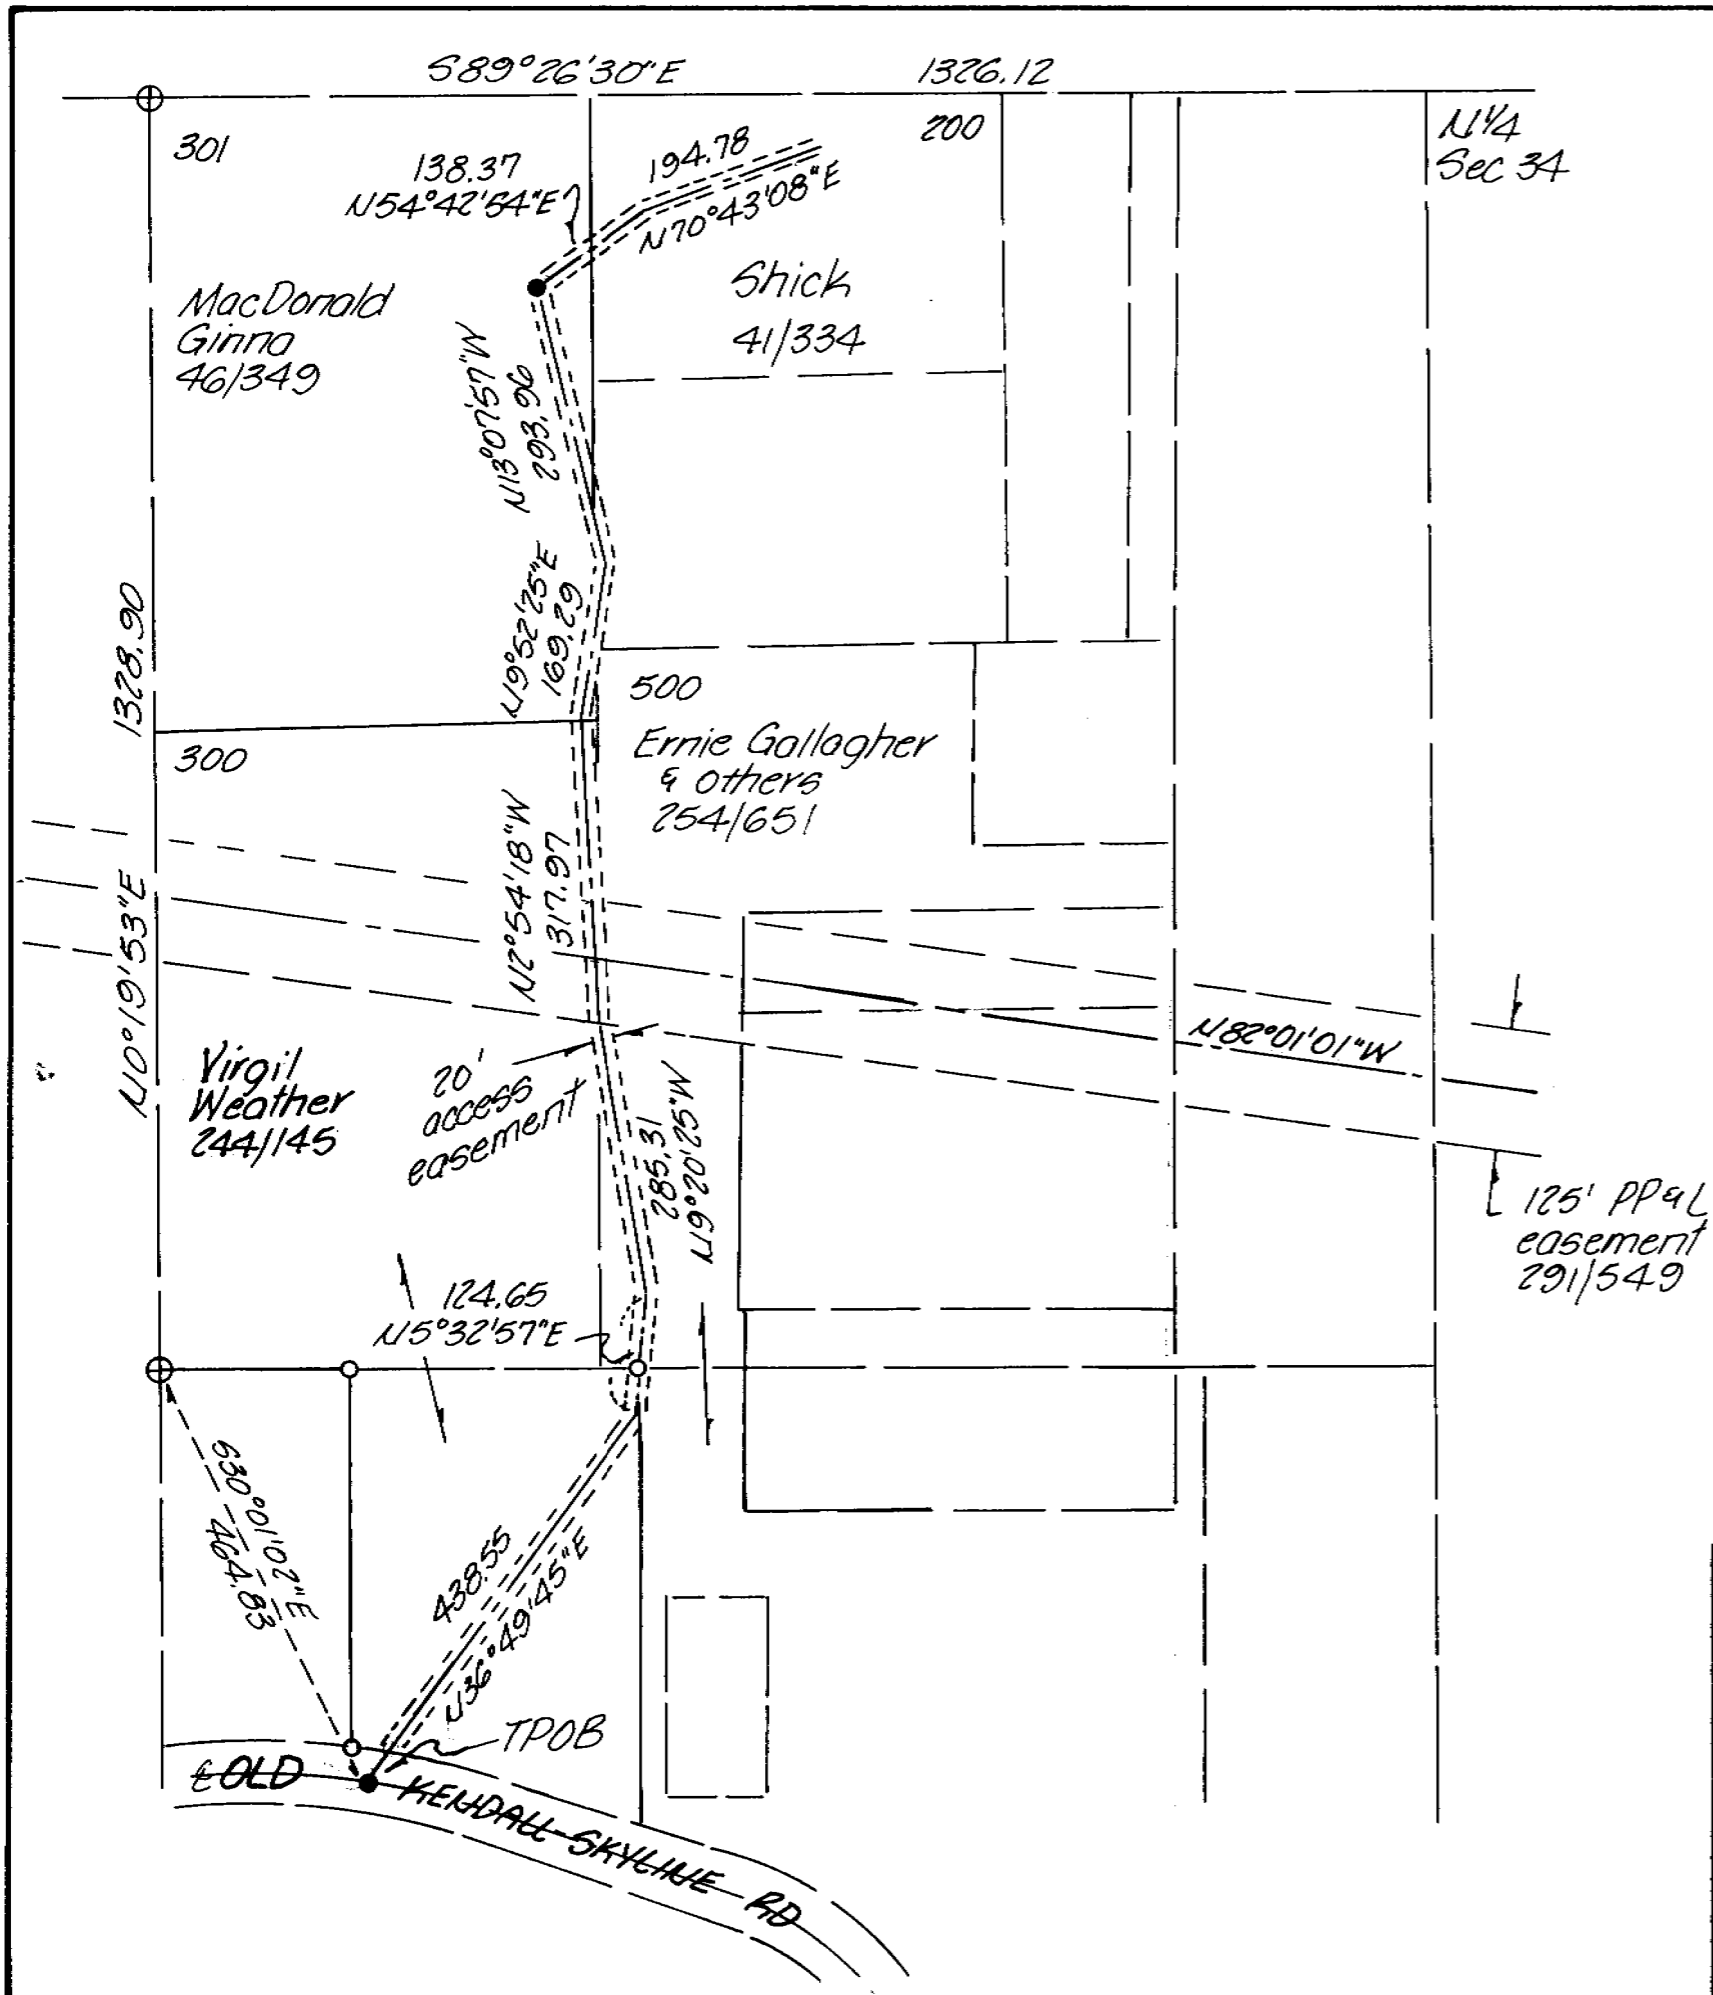 S89°26'30"E 1326.12
301
138.37
N54°42'54"E
194.78
N70°43'08"E
200
N1/4
Sec 34
MacDonald
Ginna
46/349
Shick
41/334
N13°07'57"W
293.96
N9°52'25"E
169.29
1328.90
N0°19'53"E
300
500
Ernie Gallagher
& others
254/651
N2°54'18"W
317.97
N82°01'01"W
Virgil
Weather
244/145
20'
access
easement
285.31
N9°20'25"W
125' PP&L
easement
291/549
124.65
N5°32'57"E
S30°01'02"E
464.83
438.55
N36°49'45"E
TPOB
℄ OLD KENDALL-SKYLINE RD